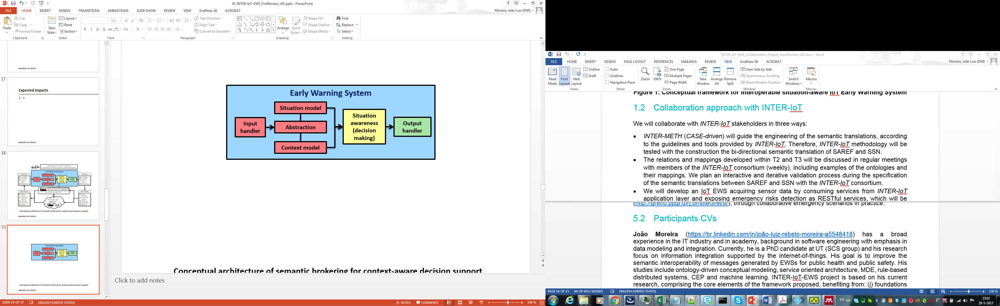 01-INTER-IoT-EWS_FirstReview_v01.pptx - PowerPoint
FILE HOME INSERT DESIGN TRANSITIONS ANIMATIONS SLIDE SHOW REVIEW VIEW EndNote X8 ACROBAT
Moreira, João Luiz (EWI)
Paste
Cut
Copy
Format Painter
Clipboard
New Slide
Layout
Reset
Section
Slides
12
B I U S abc AV Aa A
Font
Text Direction
Align Text
Convert to SmartArt
Paragraph
Arrange
Quick Styles
Shape Fill
Shape Outline
Shape Effects
Drawing
Find
Replace
Select
Editing
UNIVERSITY OF TWENTE.
17
Expected Impacts
1. s
UNIVERSITY OF TWENTE.
18
Early Warning System
Conceptual architecture of semantic brokering for context-aware decision support
UNIVERSITY OF TWENTE.
19
Early Warning System
Conceptual architecture of semantic brokering for context-aware decision support
UNIVERSITY OF TWENTE.
Early Warning System
Input handler
Situation model
Abstraction
Context model
Situation awareness (decision making)
Output handler
Conceptual architecture of semantic brokering for context-aware decision support
Click to add notes
SLIDE 19 OF 27 ENGLISH (UNITED STATES)
NOTES COMMENTS 150 %
INTER-IoT-EWS_Collaboration_Project_JoaoMoreira_v05.docx - Word
FILE HOME INSERT DESIGN PAGE LAYOUT REFERENCES MAILINGS REVIEW VIEW EndNote X8 ACROBAT
Moreira, João Luiz (EWI)
Read Mode
Print Layout
Web Layout
Outline
Draft
Views
Ruler
Gridlines
Navigation Pane
Show
Zoom
100%
One Page
Multiple Pages
Page Width
Zoom
New Window
Arrange All
Remove Split
View Side by Side
Synchronous Scrolling
Reset Window Position
Window
Switch Windows
Macros
Macros
Figure 1: Conceptual framework for interoperable situation-aware IoT Early Warning System
1.2 Collaboration approach with INTER-IoT
We will collaborate with INTER-IoT stakeholders in three ways:
• INTER-METH (CASE-driven) will guide the engineering of the semantic translations, according
to the guidelines and tools provided by INTER-IoT. Therefore, INTER-IoT methodology will be
tested with the construction the bi-directional semantic translation of SAREF and SSN.
• The relations and mappings developed within T2 and T3 will be discussed in regular meetings
with members of the INTER-IoT consortium (weekly), including examples of the ontologies and
their mappings. We plan an interactive and iterative validation process during the specification
of the semantic translations between SAREF and SSN with the INTER-IoT consortium.
• We will develop an IoT EWS acquiring sensor data by consuming services from INTER-IoT
application layer and exposing emergency risks detection as RESTful services, which will be
(http://greco.ppgi.ufrj.br/siteGreco/), through collaborative emergency scenarios in practice.
5.2 Participants CVs
João Moreira (https://br.linkedin.com/in/joão-luiz-rebelo-moreira-a5548418) has a broad
experience in the IT industry and in academy, background in software engineering with emphasis in
data modeling and integration. Currently, he is a PhD candidate at UT (SCS group) and his research
focus on information integration supported by the internet-of-things. His goal is to improve the
semantic interoperability of messages generated by EWSs for public health and public safety. His
studies include ontology-driven conceptual modeling, service oriented architecture, MDE, rule-based
distributed systems, CEP and machine learning. INTER-IoT-EWS project is based on his current
research, comprising the core elements of the framework proposed, benefiting from: (i) foundations
PAGE 14 OF 15 84 OF 6412 WORDS ENGLISH (UNITED STATES) 150 %
EN
23:02
29-5-2017